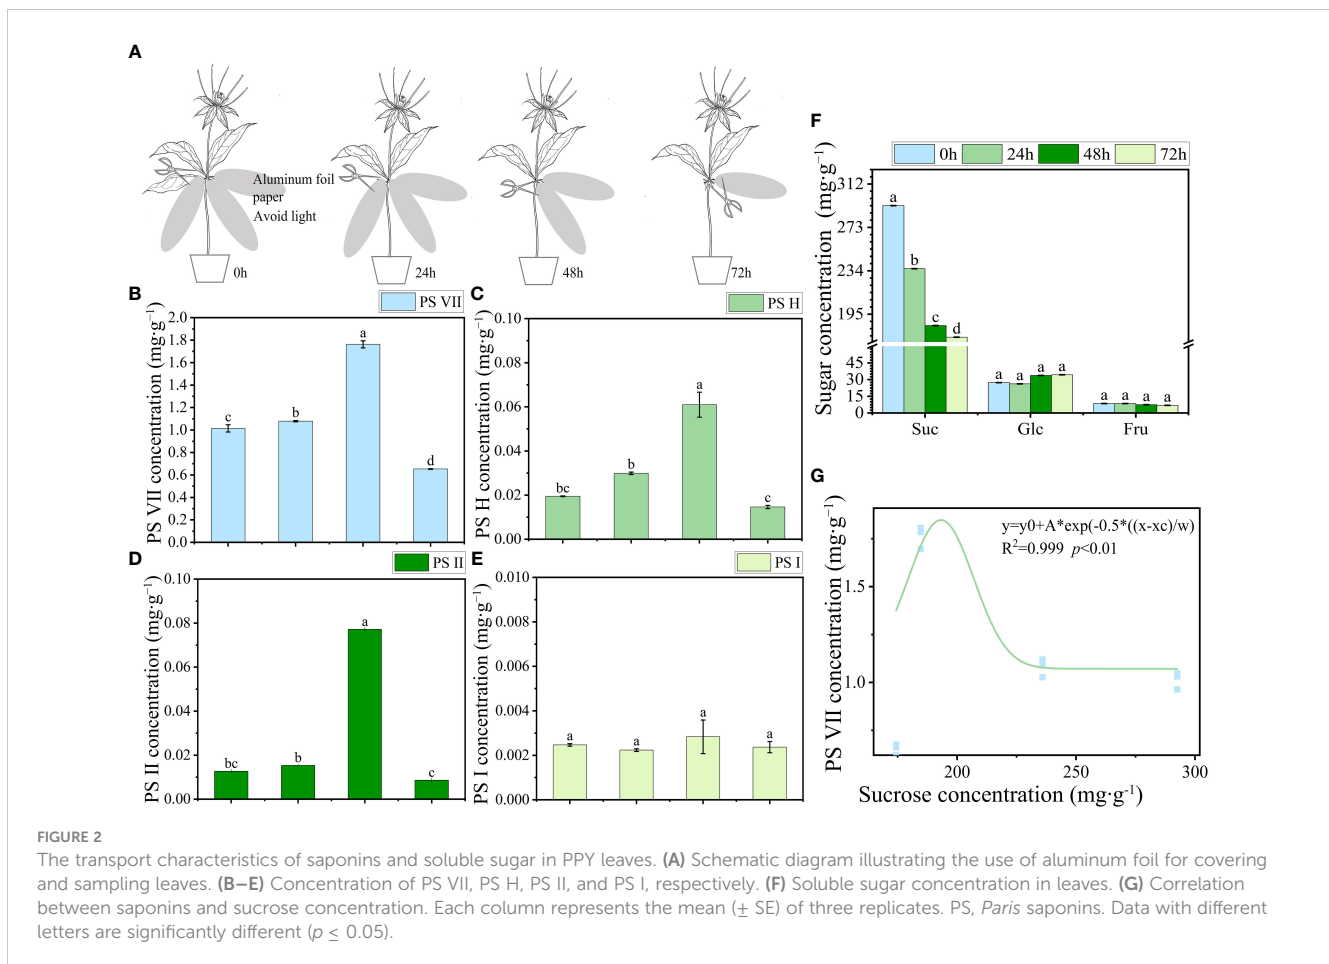 A
Aluminum foil
paper
Avoid light
0h
24h
48h
72h
B
PS VII
PS VII concentration (mg·g⁻¹)
2.0
1.8
1.6
1.4
1.2
1.0
0.8
0.6
0.4
0.2
0.0
c
b
a
d
C
PS H
PS H concentration (mg·g⁻¹)
0.10
0.08
0.06
0.04
0.02
0.00
bc
b
a
c
D
PS II
PS II concentration (mg·g⁻¹)
0.10
0.08
0.06
0.04
0.02
0.00
bc
b
a
c
E
PS I
PS I concentration (mg·g⁻¹)
0.010
0.008
0.006
0.004
0.002
0.000
a
a
a
a
F
0h 24h 48h 72h
Sugar concentration (mg·g⁻¹)
312
273
234
195
45
30
15
0
a
b
c
d
a a a a
a a a a
Suc Glc Fru
G
y=y0+A*exp(-0.5*((x-xc)/w)
R²=0.999 p<0.01
PS VII concentration (mg·g⁻¹)
1.5
1.0
200 250 300
Sucrose concentration (mg·g⁻¹)
FIGURE 2
The transport characteristics of saponins and soluble sugar in PPY leaves. (A) Schematic diagram illustrating the use of aluminum foil for covering
and sampling leaves. (B–E) Concentration of PS VII, PS H, PS II, and PS I, respectively. (F) Soluble sugar concentration in leaves. (G) Correlation
between saponins and sucrose concentration. Each column represents the mean (± SE) of three replicates. PS, Paris saponins. Data with different
letters are significantly different (p ≤ 0.05).